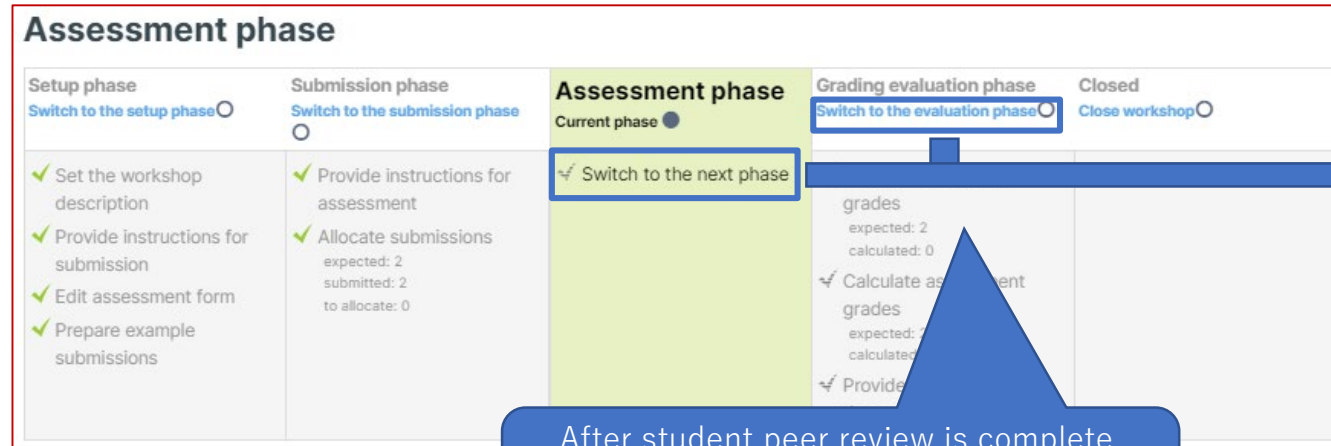 Assessment phase
Setup phase
Switch to the setup phase
Submission phase
Switch to the submission phase
Assessment phase
Current phase
Grading evaluation phase
Switch to the evaluation phase
Closed
Close workshop
Set the workshop
description
Provide instructions for
submission
Edit assessment form
Prepare example
submissions
Provide instructions for
assessment
Allocate submissions
expected: 2
submitted: 2
to allocate: 0
Switch to the next phase
grades
expected: 2
calculated: 0
Calculate
grades
expected:
calculated
Provide
After student peer review is complete